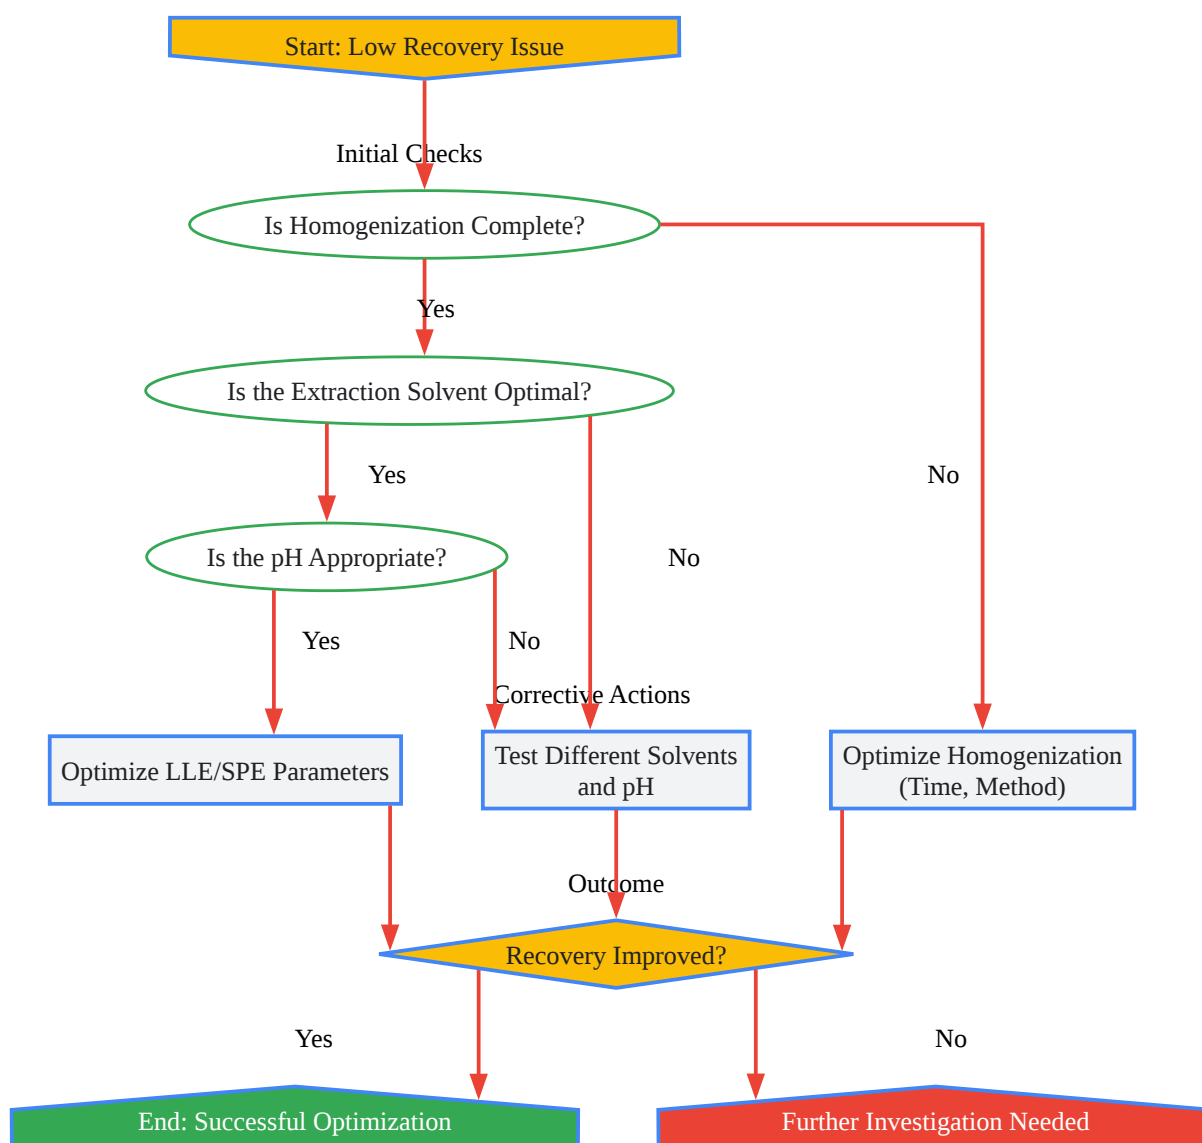 Start: Low Recovery Issue
Initial Checks
Is Homogenization Complete?
Yes
Is the Extraction Solvent Optimal?
Yes
No
Is the pH Appropriate?
No
Yes
No
Corrective Actions
Optimize LLE/SPE Parameters
Test Different Solvents
and pH
Optimize Homogenization
(Time, Method)
Outcome
Recovery Improved?
Yes
No
End: Successful Optimization
Further Investigation Needed